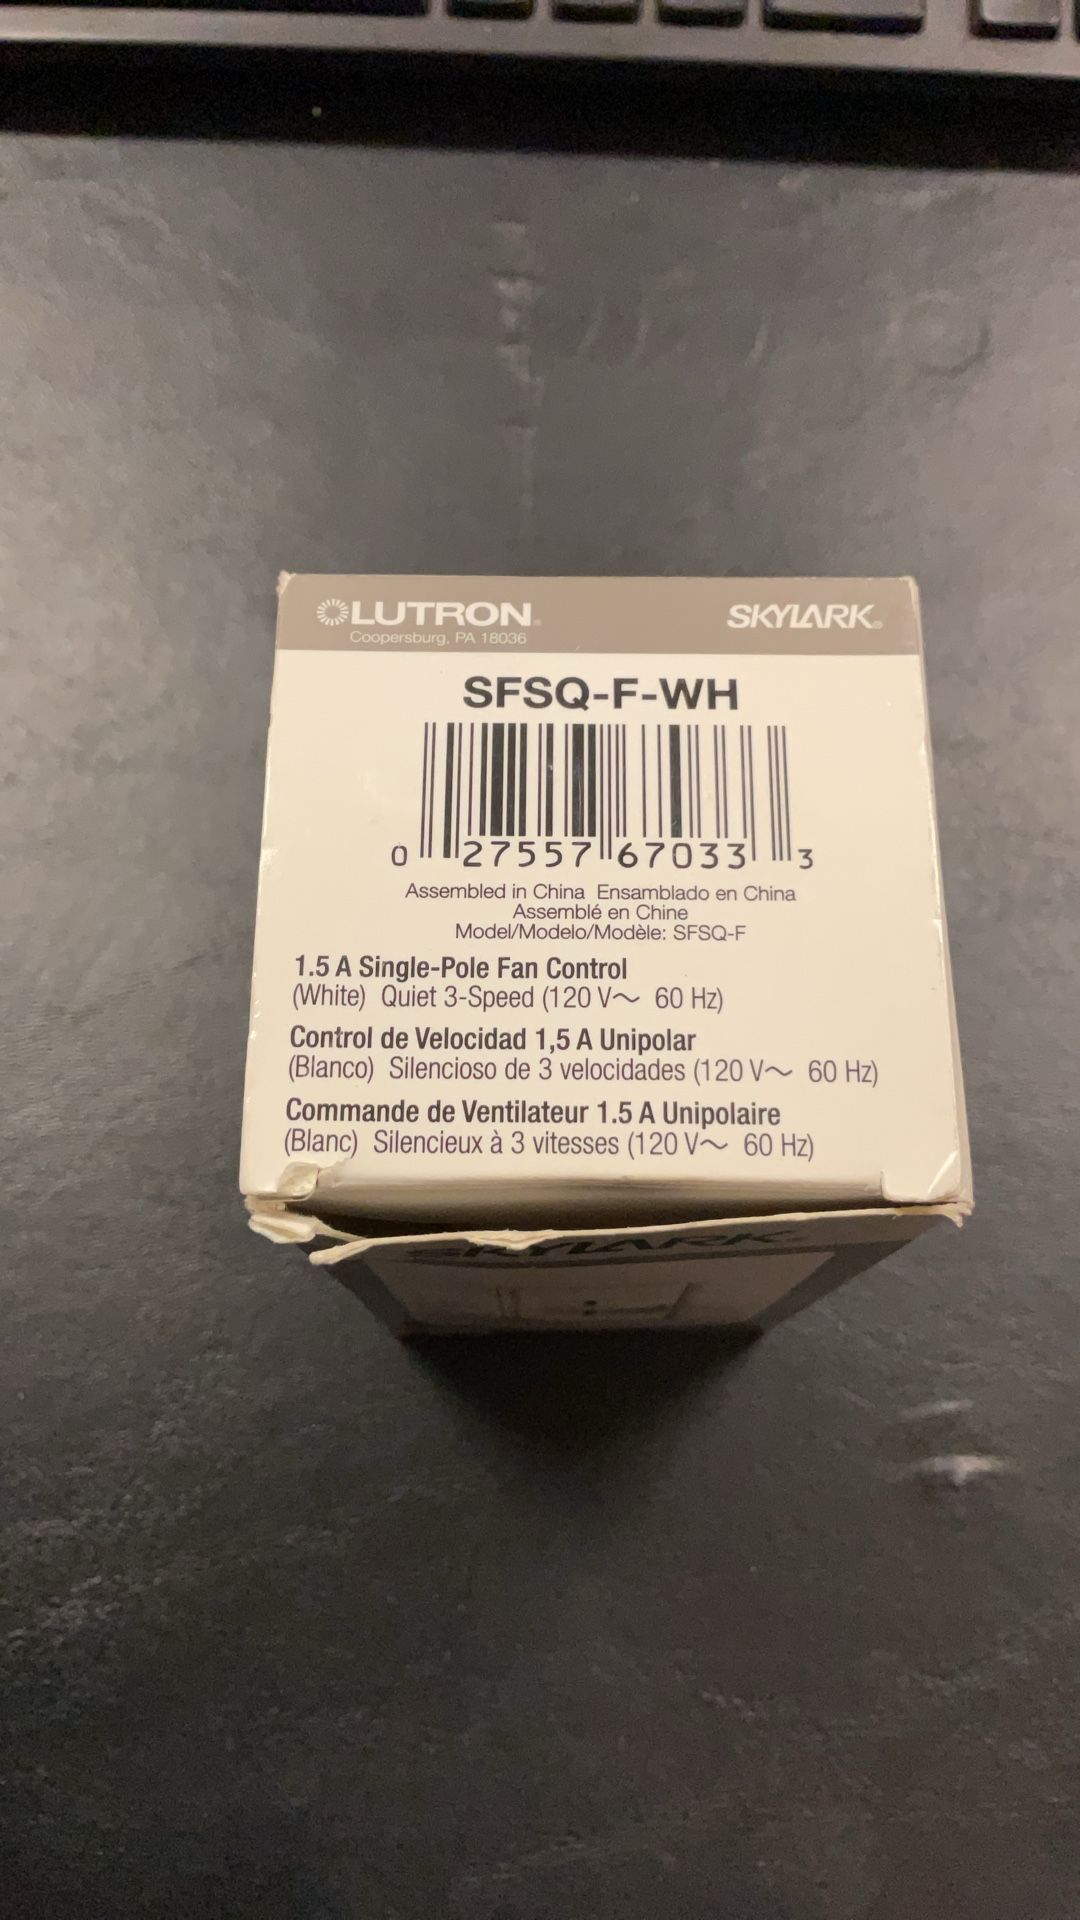 LUTRON®
Coopersburg, PA 18036
SKYLARK®
SFSQ-F-WH
0 27557 67033 3
Assembled in China Ensamblado en China
Assemblé en Chine
Model/Modelo/Modèle: SFSQ-F
1.5 A Single-Pole Fan Control
(White) Quiet 3-Speed (120 V~ 60 Hz)
Control de Velocidad 1,5 A Unipolar
(Blanco) Silencioso de 3 velocidades (120 V~ 60 Hz)
Commande de Ventilateur 1.5 A Unipolaire
(Blanc) Silencieux à 3 vitesses (120 V~ 60 Hz)
SKYLARK